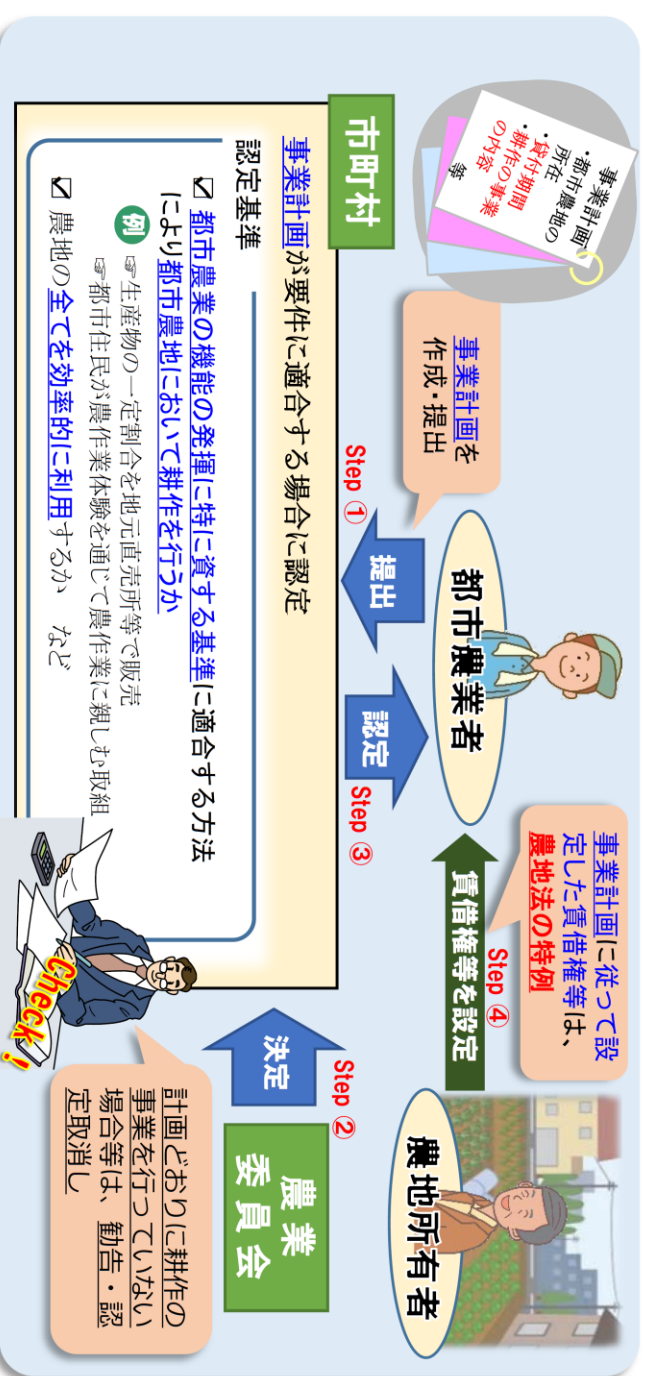 事業計画
・都市農地の
所在
・貸付期間
・耕作の事業
の内容
等
事業計画を
作成・提出
都市農業者
事業計画に従って設
定した賃借権等は、
農地法の特例
農地所有者
Step ①
提出
認定
Step ③
Step ④
賃借権等を設定
市町村
事業計画が要件に適合する場合に認定
認定基準
☑ 都市農業の機能の発揮に特に資する基準に適合する方法
により都市農地において耕作を行うか
例 ☞生産物の一定割合を地元直売所等で販売
☞都市住民が農作業体験を通じて農作業に親しむ取組
☑ 農地の全てを効率的に利用するか など
Check!
Step ②
決定
農業
委員会
計画どおりに耕作の
事業を行っていない
場合等は、勧告・認
定取消し